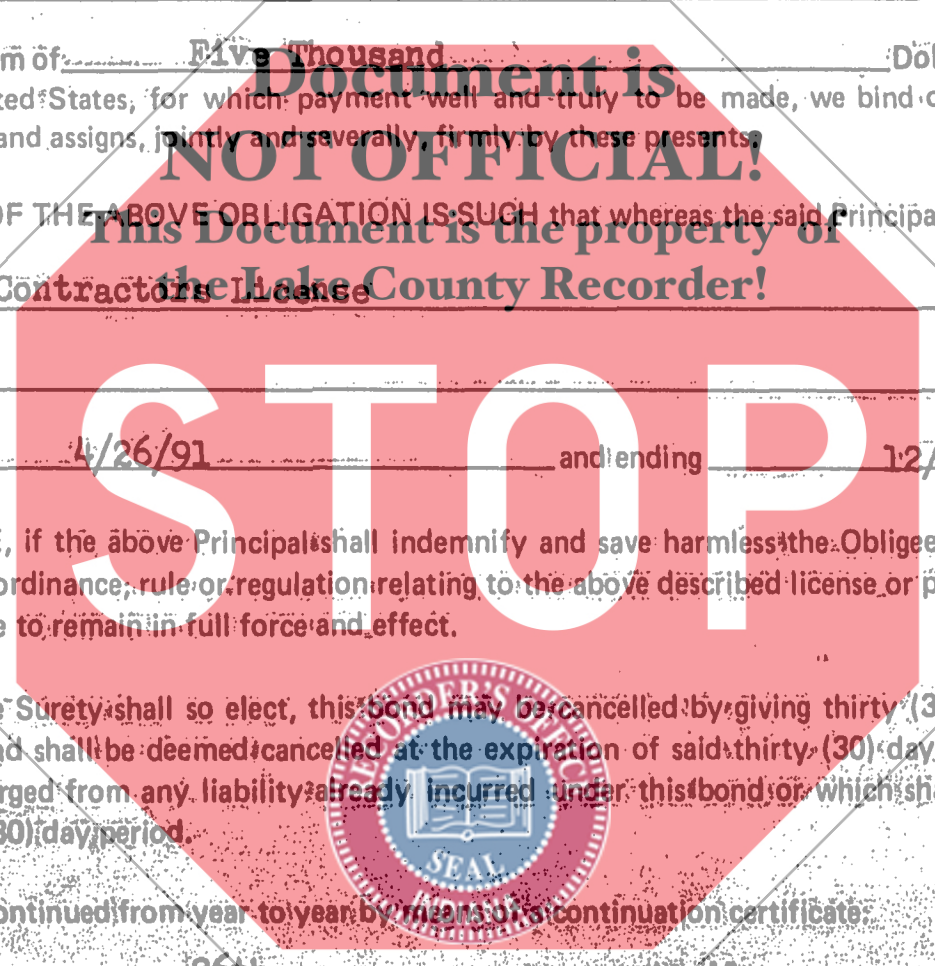 m of Five Thousand Dol
Document is
ted States, for which payment well and truly to be made, we bind
and assigns, jointly and severally, firmly by these presents.
NOT OFFICIAL!
OF THE ABOVE OBLIGATION IS SUCH that whereas the said Principa
This Document is the property of
Contractors License
the Lake County Recorder!
STOP
4/26/91 and ending 12/
, if the above Principal shall indemnify and save harmless the Obligee
ordinance, rule or regulation relating to the above described license or p
e to remain in full force and effect.
e Surety shall so elect, this bond may be cancelled by giving thirty (3
nd shall be deemed cancelled at the expiration of said thirty (30) day
rged from any liability already incurred under this bond or which sh
30) day period.
RECORDER'S OFFICE
SEAL
INDIANA
ontinued from year to year by means of a continuation certificate.